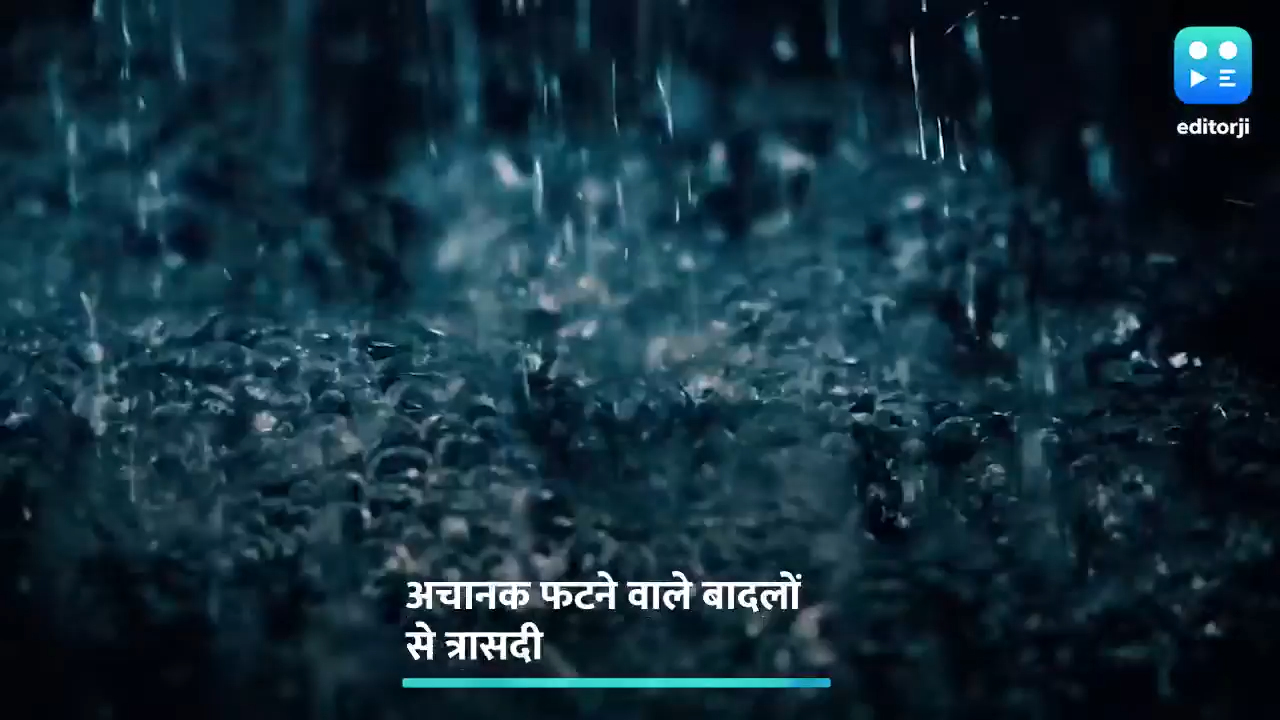 editorji
अचानक फटने वाले बादलों
से त्रासदी